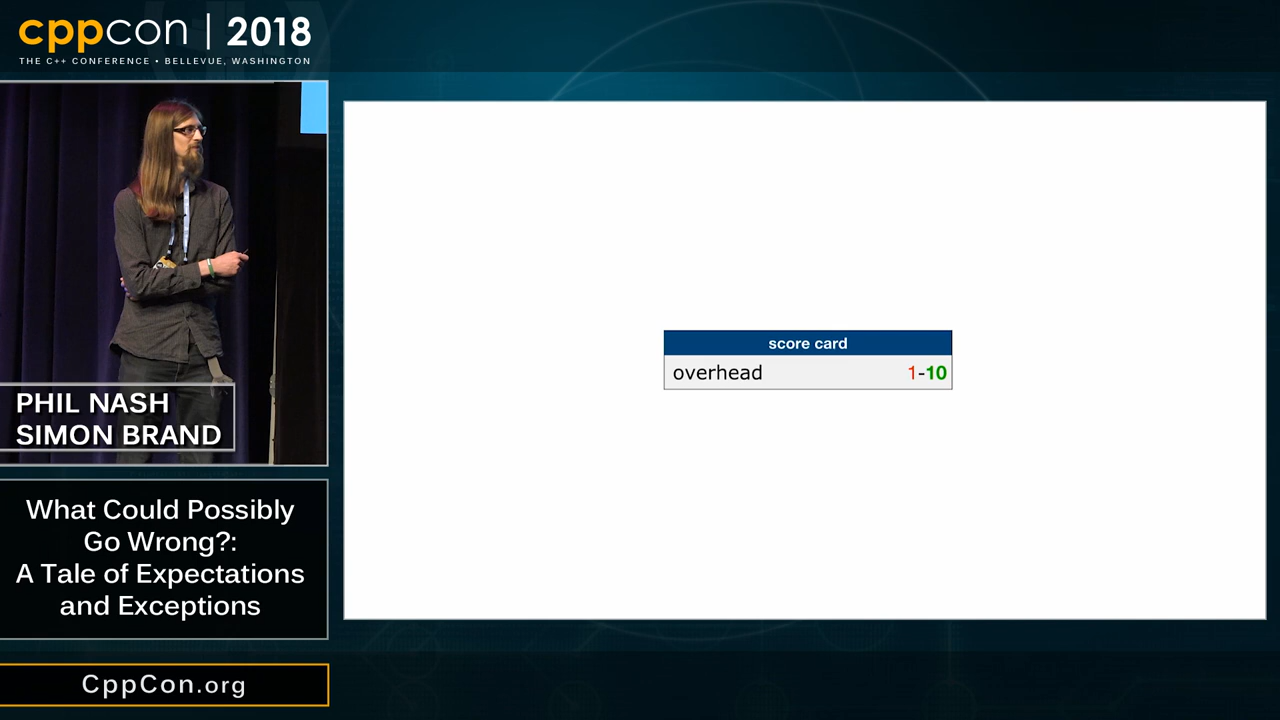 cppcon | 2018
THE C++ CONFERENCE • BELLEVUE, WASHINGTON
PHIL NASH
SIMON BRAND
What Could Possibly
Go Wrong?:
A Tale of Expectations
and Exceptions
CppCon.org
score card
overhead 1-10